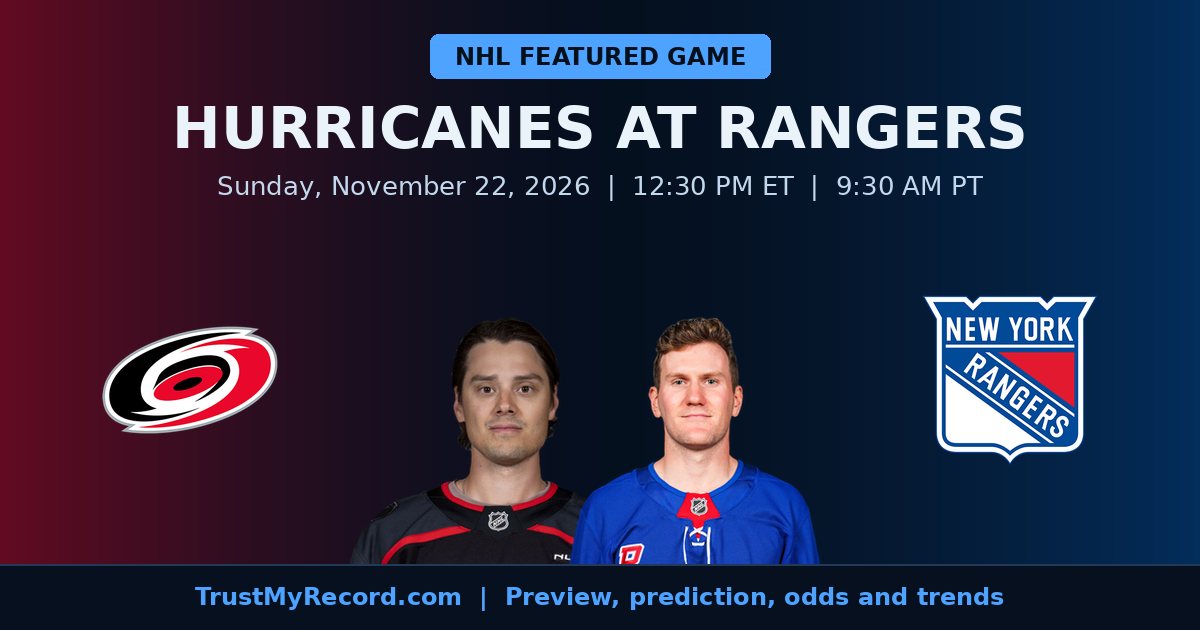 NHL FEATURED GAME
HURRICANES AT RANGERS
Sunday, November 22, 2026 | 12:30 PM ET | 9:30 AM PT
NEW YORK
RANGERS
TrustMyRecord.com | Preview, prediction, odds and trends